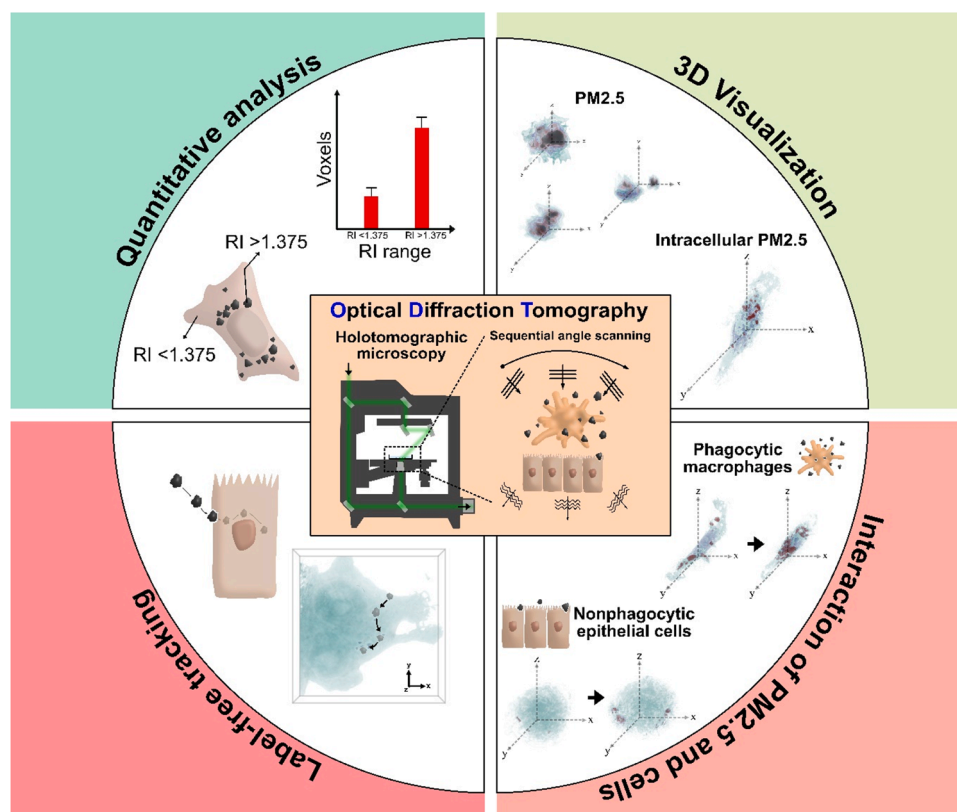 Quantitative analysis
Voxels
RI <1.375
RI >1.375
RI range
RI >1.375
RI <1.375
3D Visualization
PM2.5
Intracellular PM2.5
z
x
y
Optical Diffraction Tomography
Holotomographic
microscopy
Sequential angle scanning
Label-free tracking
y
z
x
Interaction of PM2.5 and cells
Phagocytic
macrophages
z
x
y
z
x
y
Nonphagocytic
epithelial cells
z
x
y
z
x
y